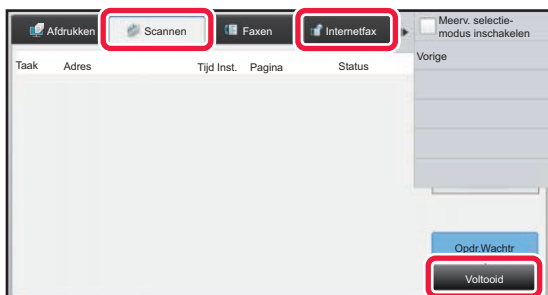 Afdrukken Scannen Faxen Internetfax
Meerv. selectie-
modus inschakelen
Vorige
Taak Adres Tijd Inst. Pagina Status
Opdr.Wachtr
Voltooid